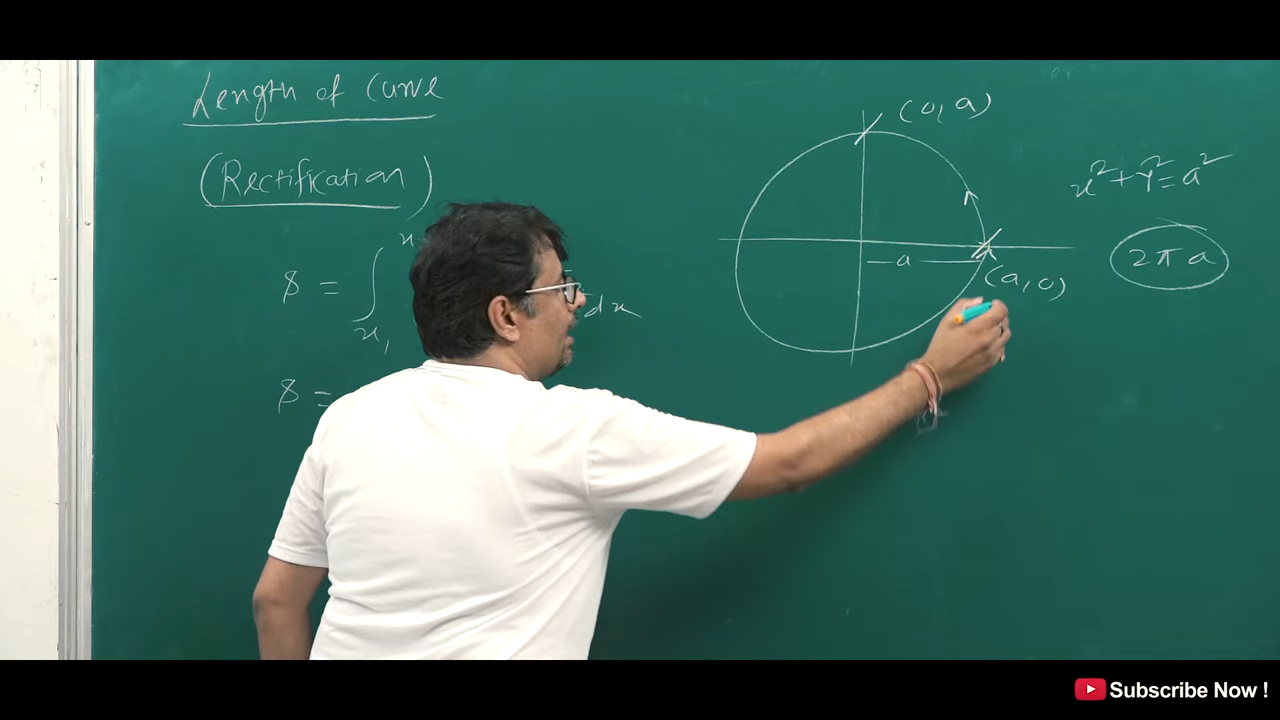 Length of Curve
(Rectification)
x
S = ∫
x₁
dx
S =
(0, a)
x² + y² = a²
2πa
a
(a, 0)
Subscribe Now !